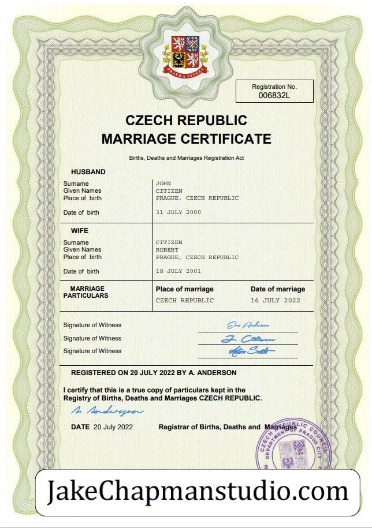 Registration No.
006832L
CZECH REPUBLIC
MARRIAGE CERTIFICATE
Births, Deaths and Marriages Registration Act
HUSBAND
Surname JOHN
Given Names CITIZEN
Place of birth PRAGUE, CZECH REPUBLIC
Date of birth 31 JULY 2000
WIFE
Surname CITIZEN
Given Names ROBERT
Place of birth PRAGUE, CZECH REPUBLIC
Date of birth 18 JULY 2001
MARRIAGE PARTICULARS
Place of marriage Date of marriage
CZECH REPUBLIC 16 JULY 2022
Signature of Witness
Signature of Witness
Signature of Witness
REGISTERED ON 20 JULY 2022 BY A. ANDERSON
I certify that this is a true copy of particulars kept in the
Registry of Births, Deaths and Marriages CZECH REPUBLIC.
DATE 20 July 2022 Registrar of Births, Deaths and Marriages
JakeChapmanstudio.com